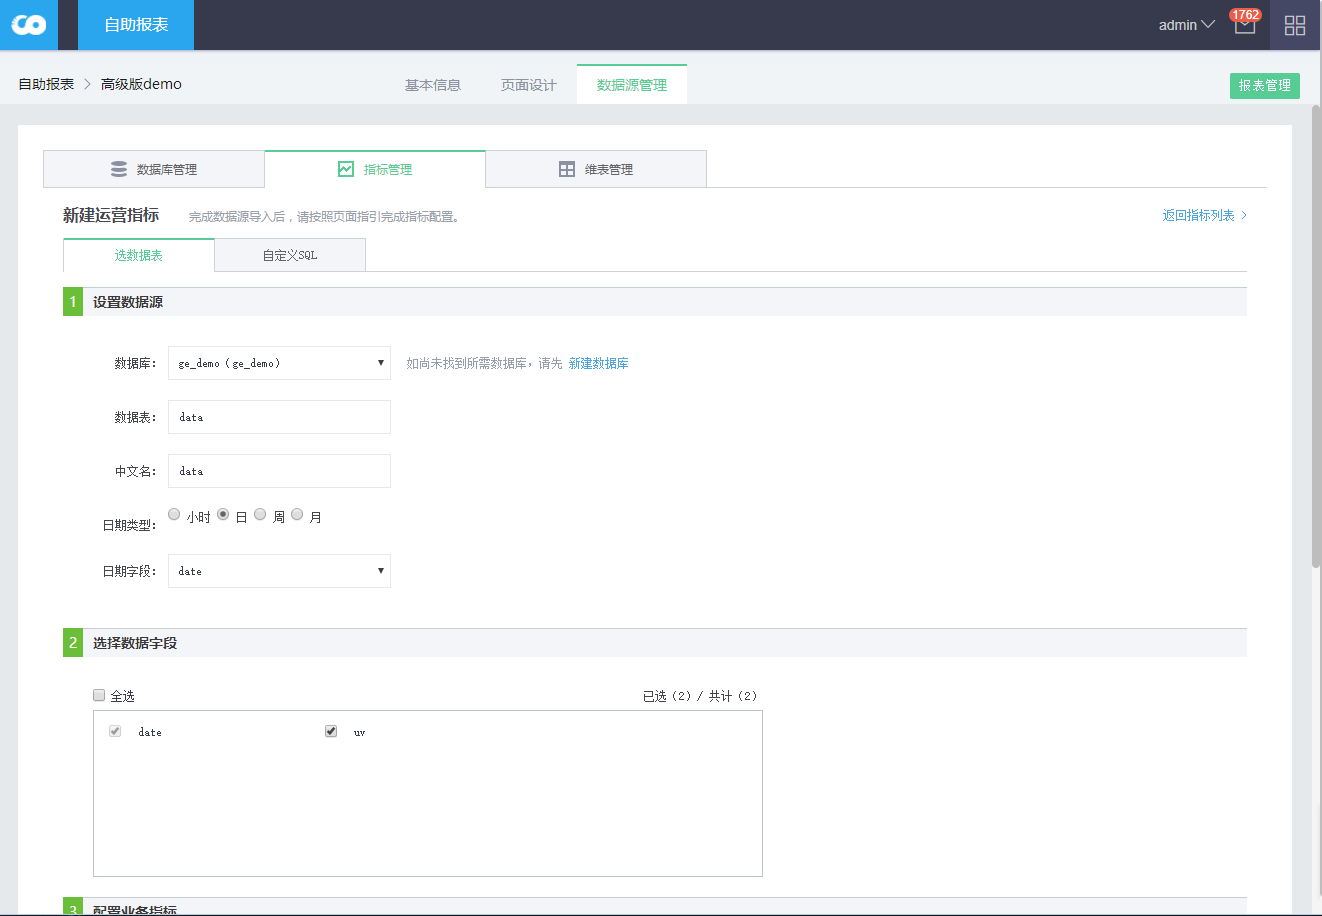 自助报表
admin
1762
自助报表 > 高级版demo
基本信息
页面设计
数据源管理
报表管理
数据库管理
指标管理
维表管理
新建运营指标
完成数据源导入后，请按照页面指引完成指标配置。
返回指标列表 >
选数据表
自定义SQL
1 设置数据源
数据库： ge_demo (ge_demo) 如尚未找到所需数据库，请先 新建数据库
数据表： data
中文名： data
日期类型： 小时 日 周 月
日期字段： date
2 选择数据字段
全选
已选（2）/ 共计（2）
date
uv
3 配置业务指标